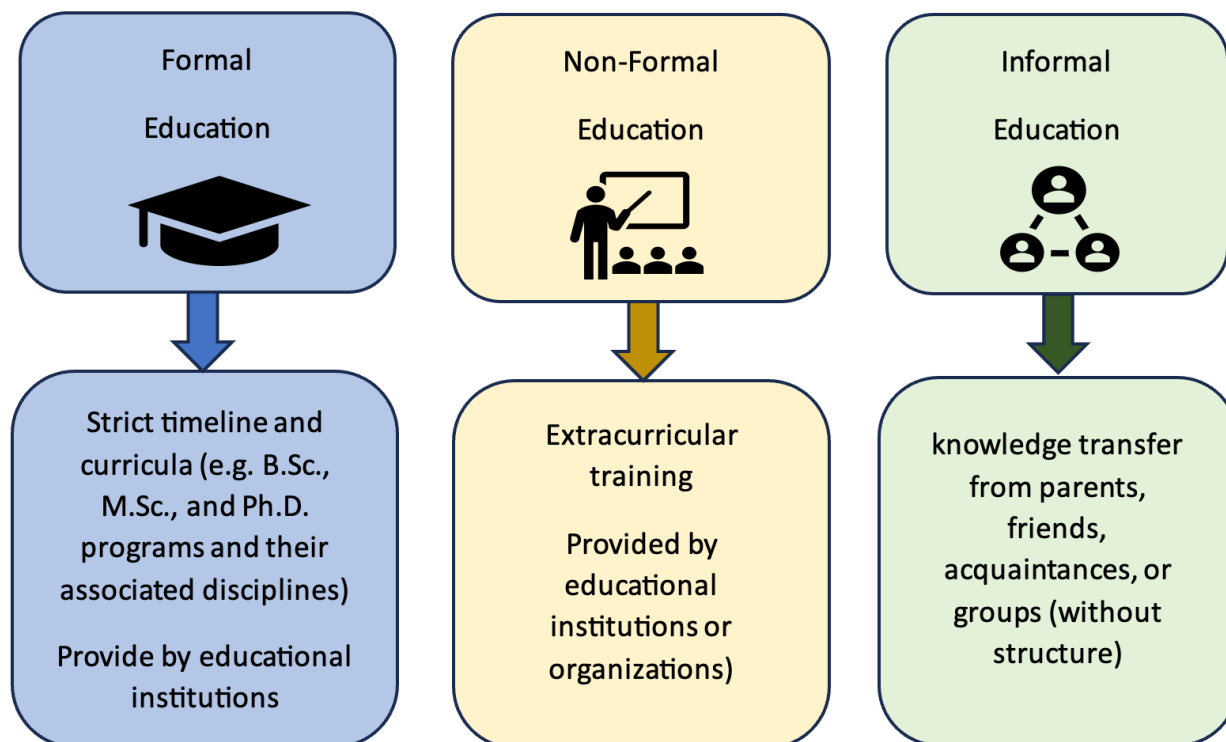 Formal
Education
Strict timeline and
curricula (e.g. B.Sc.,
M.Sc., and Ph.D.
programs and their
associated disciplines)
Provide by educational
institutions
Non-Formal
Education
Extracurricular
training
Provided by
educational
institutions or
organizations)
Informal
Education
knowledge transfer
from parents,
friends,
acquaintances, or
groups (without
structure)